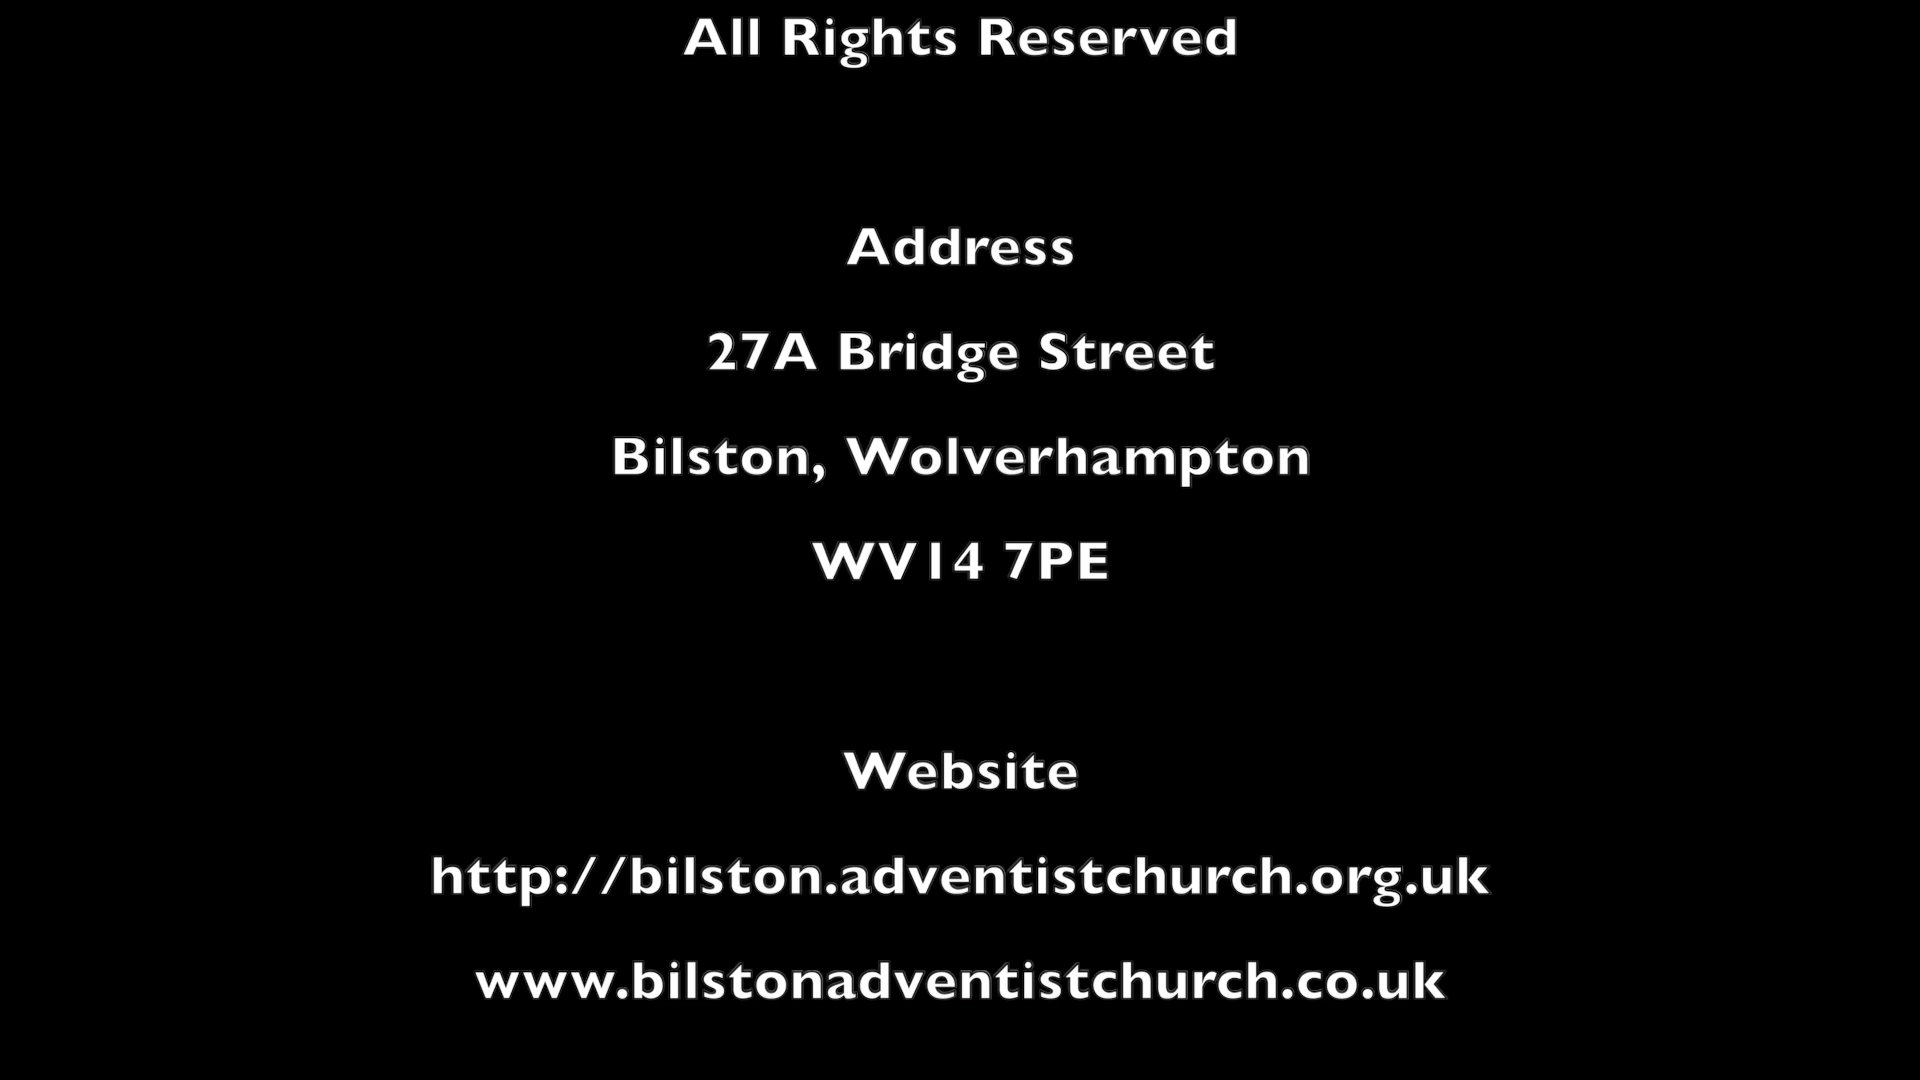 All Rights Reserved
Address
27A Bridge Street
Bilston, Wolverhampton
WV14 7PE
Website
http://bilston.adventistchurch.org.uk
www.bilstonadventistchurch.co.uk